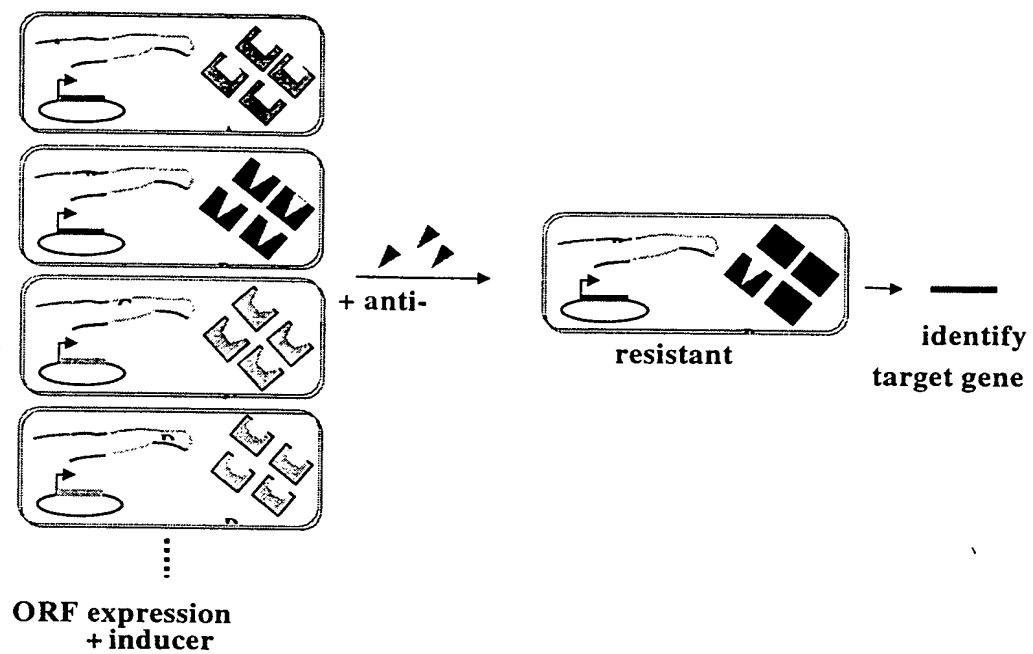 + anti-
resistant
identify
target gene
ORF expression
+ inducer